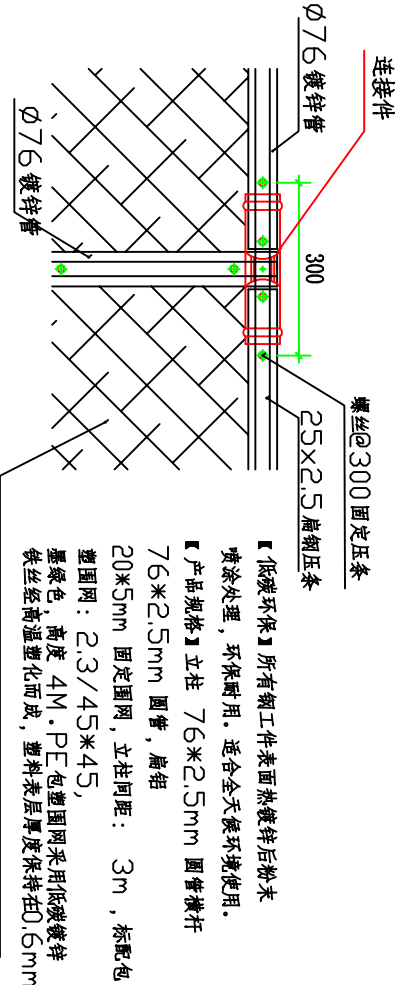 连接件
Ø76 镀锌管
Ø76 镀锌管
300
螺丝@300固定压条
25×2.5 扁钢压条
【低碳环保】所有钢工件表面热镀锌后粉末
喷涂处理，环保耐用。适合全天候环境使用。
【产品规格】立柱 76*2.5mm 圆管横杆
76*2.5mm 圆管，扁铝
20*5mm 固定围网，立柱间距： 3m ，标配包
塑围网：2.3/45*45，
墨绿色，高度 4M．PE包塑围网采用低碳镀锌
铁丝经高温塑化而成，塑料表层厚度保持在0.6mm